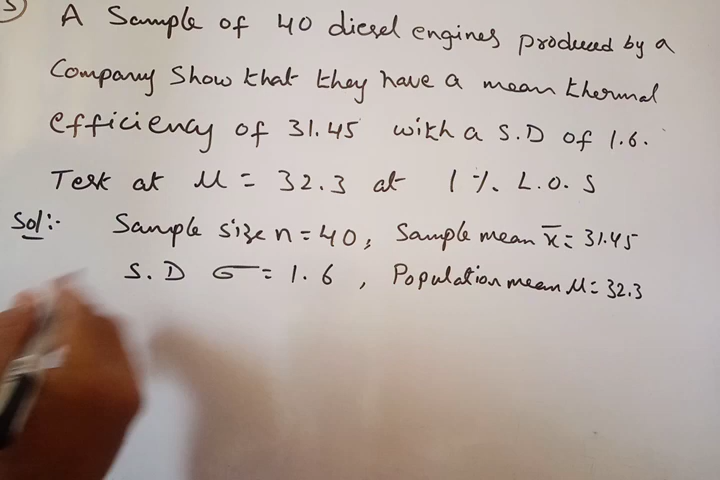 5)
A Sample of 40 diesel engines produced by a
Company Show that they have a mean thermal
efficiency of 31.45 with a S.D of 1.6.
Test at μ = 32.3 at 1 % L.O.S
Sol:- Sample size n = 40, Sample mean x̄ = 31.45
S.D σ = 1.6, Population mean μ = 32.3